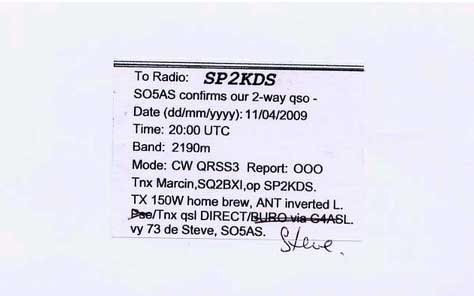 To Radio: SP2KDS
SO5AS confirms our 2-way qso -
Date (dd/mm/yyyy): 11/04/2009
Time: 20:00 UTC
Band: 2190m
Mode: CW QRSS3 Report: OOO
Tnx Marcin,SQ2BXI,op SP2KDS.
TX 150W home brew, ANT inverted L.
Pse/Tnx qsl DIRECT/BURO via G4ASL.
vy 73 de Steve, SO5AS. Steve.